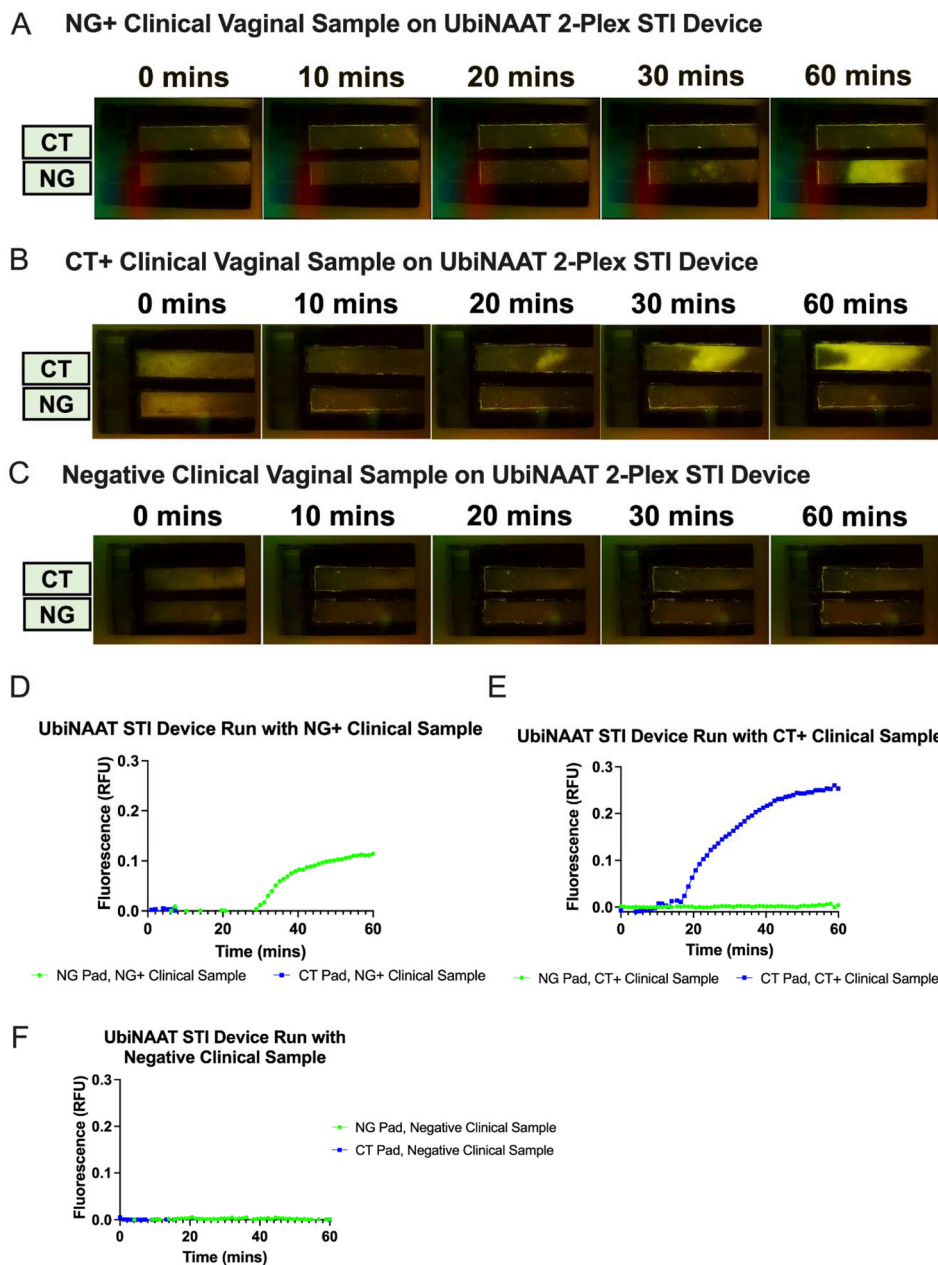 A NG+ Clinical Vaginal Sample on UbiNAAT 2-Plex STI Device
0 mins 10 mins 20 mins 30 mins 60 mins
CT
NG
B CT+ Clinical Vaginal Sample on UbiNAAT 2-Plex STI Device
0 mins 10 mins 20 mins 30 mins 60 mins
CT
NG
C Negative Clinical Vaginal Sample on UbiNAAT 2-Plex STI Device
0 mins 10 mins 20 mins 30 mins 60 mins
CT
NG
D
UbiNAAT STI Device Run with NG+ Clinical Sample
Fluorescence (RFU)
0.3
0.2
0.1
0.0
0 20 40 60
Time (mins)
NG Pad, NG+ Clinical Sample CT Pad, NG+ Clinical Sample
E
UbiNAAT STI Device Run with CT+ Clinical Sample
Fluorescence (RFU)
0.3
0.2
0.1
0.0
0 20 40 60
Time (mins)
NG Pad, CT+ Clinical Sample CT Pad, CT+ Clinical Sample
F
UbiNAAT STI Device Run with
Negative Clinical Sample
Fluorescence (RFU)
0.3
0.2
0.1
0.0
0 20 40 60
Time (mins)
NG Pad, Negative Clinical Sample
CT Pad, Negative Clinical Sample